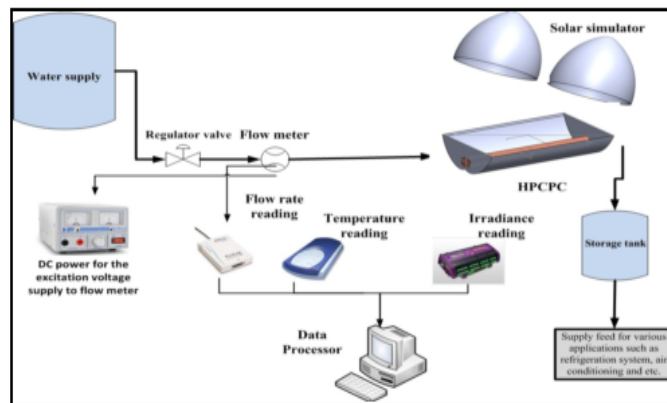 Solar simulator
Water supply
Regulator valve
Flow meter
HPCPC
Flow rate
reading
Temperature
reading
Irradiance
reading
DC power for the
excitation voltage
supply to flow meter
Storage
tank
Data
Processor
Supply feed for various
applications such as
refrigeration system, air
conditioning and etc.